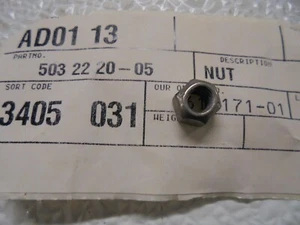 AD01 13
PARTNO.
503 22 20-05
DESCRIPTION
NUT
SORT CODE
3405 031
OUR O
171-01
WEIG